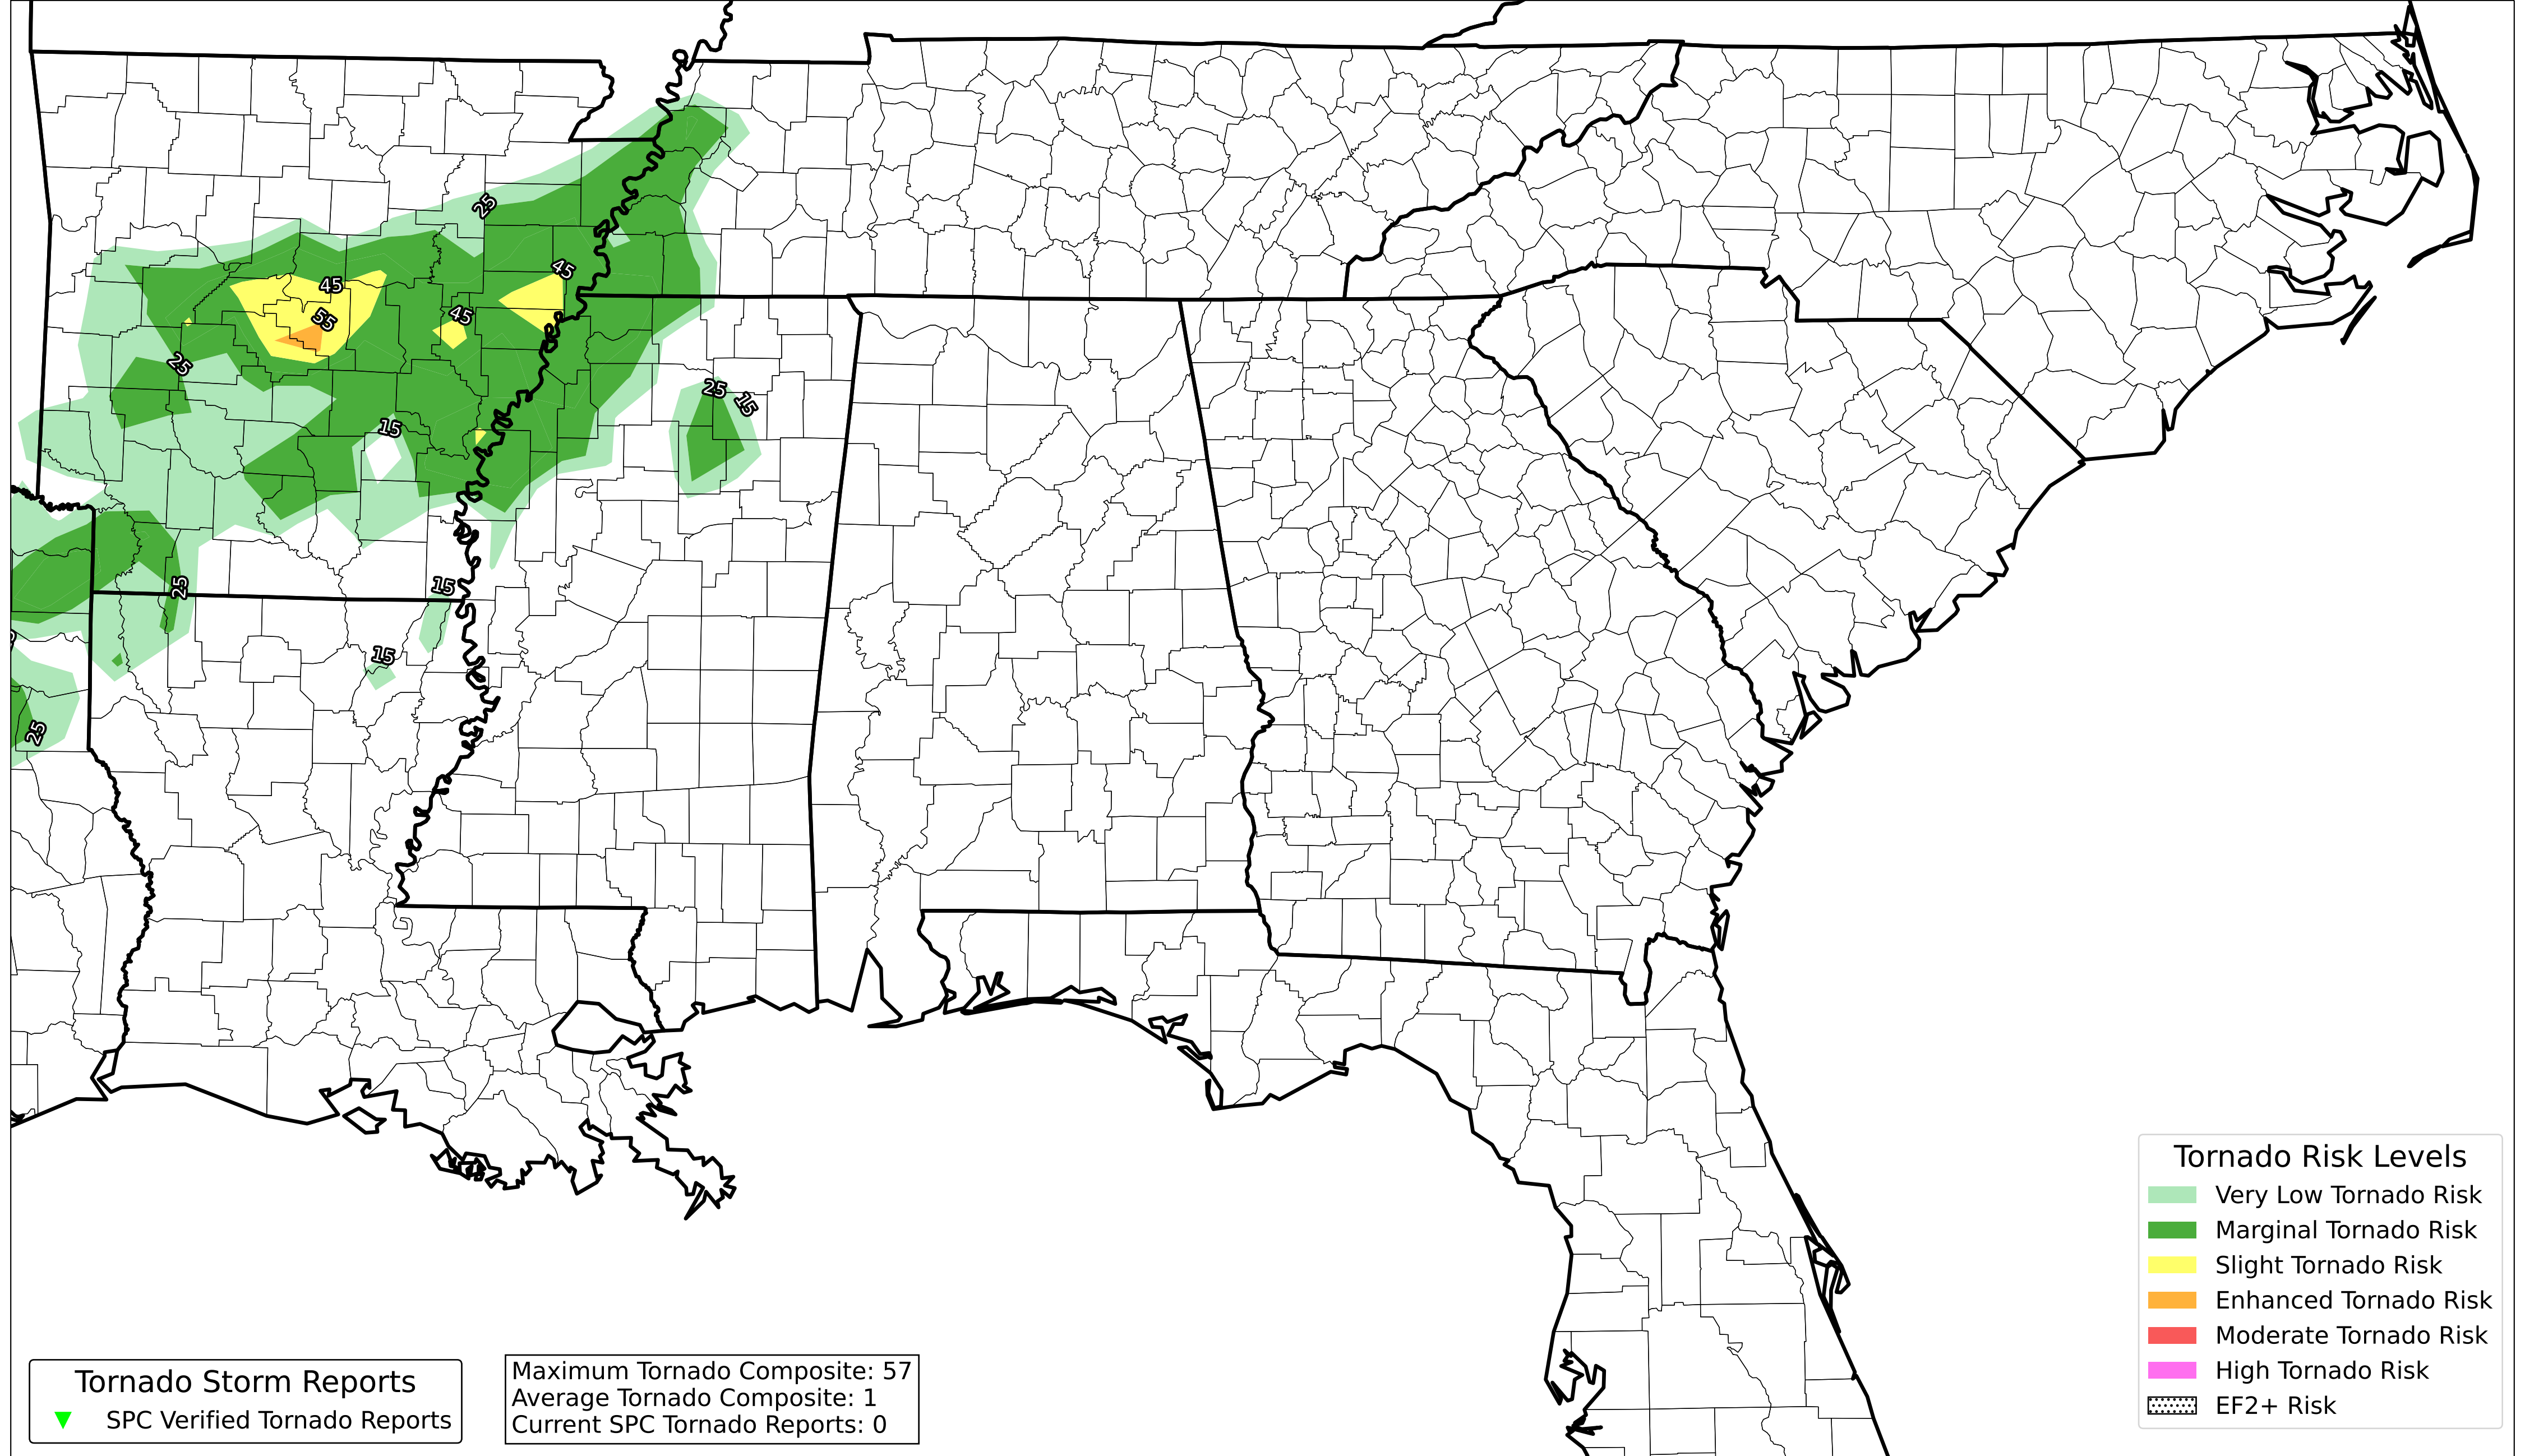 25
45
45
55
45
25
25
15
15
15
25
15
25
Tornado Risk Levels
Very Low Tornado Risk
Marginal Tornado Risk
Slight Tornado Risk
Enhanced Tornado Risk
Moderate Tornado Risk
High Tornado Risk
EF2+ Risk
Tornado Storm Reports
SPC Verified Tornado Reports
Maximum Tornado Composite: 57
Average Tornado Composite: 1
Current SPC Tornado Reports: 0